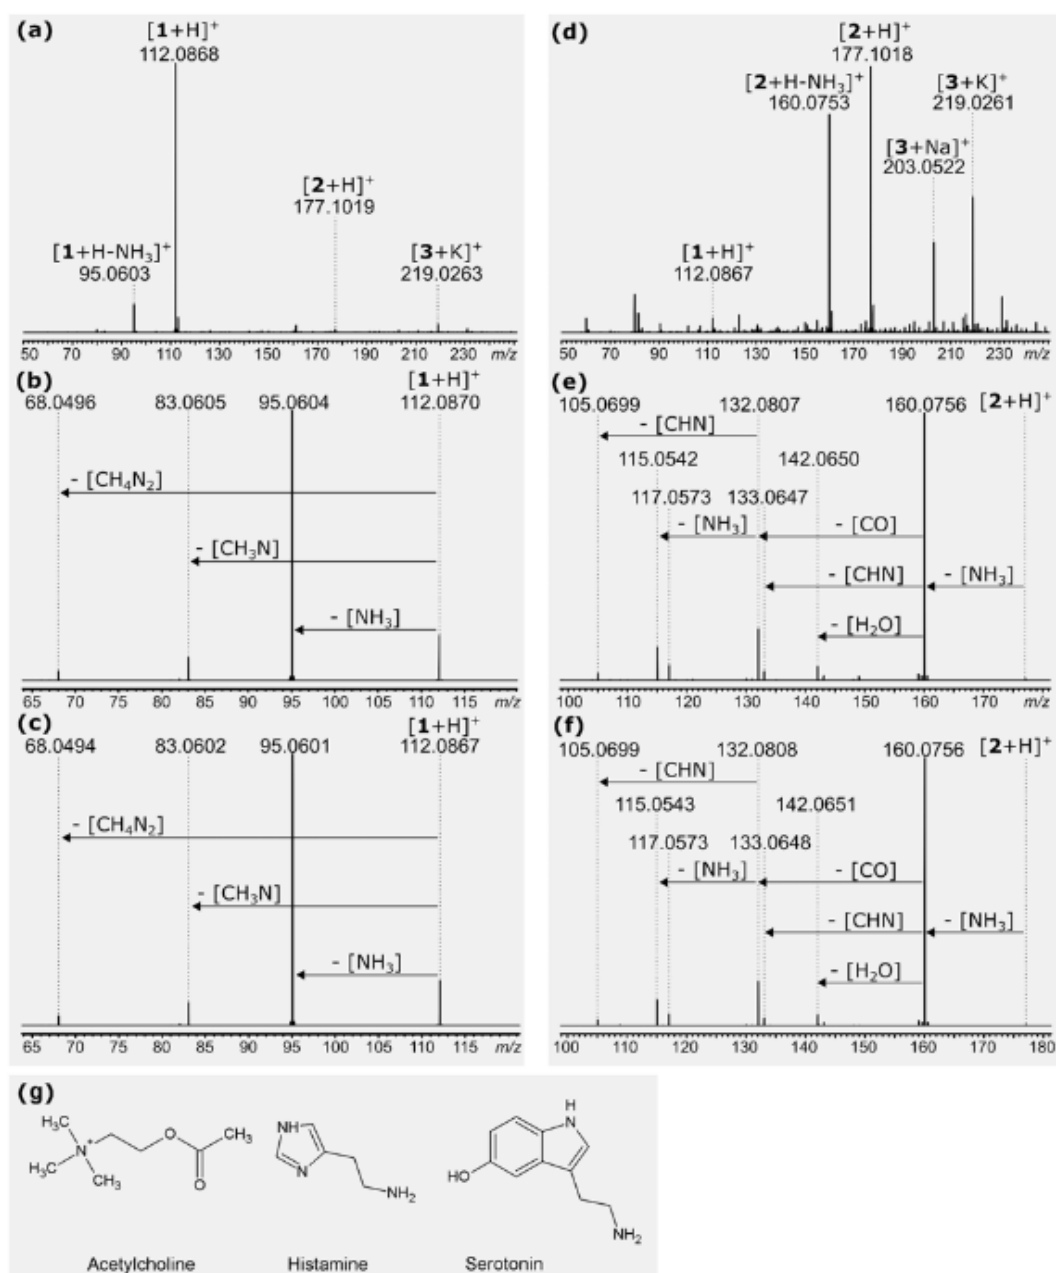 (a)
[1+H]⁺
112.0868
[2+H]⁺
177.1019
[1+H-NH₃]⁺
95.0603
[3+K]⁺
219.0263
50 70 90 110 130 150 170 190 210 230 m/z
(d)
[2+H]⁺
177.1018
[2+H-NH₃]⁺
160.0753
[3+K]⁺
219.0261
[3+Na]⁺
203.0522
[1+H]⁺
112.0867
50 70 90 110 130 150 170 190 210 230 m/z
(b)
[1+H]⁺
68.0496 83.0605 95.0604 112.0870
- [CH₄N₂]
- [CH₃N]
- [NH₃]
65 70 75 80 85 90 95 100 105 110 115 m/z
(e)
105.0699 132.0807 160.0756 [2+H]⁺
- [CHN]
115.0542 142.0650
117.0573 133.0647
- [NH₃] - [CO]
- [CHN] - [NH₃]
- [H₂O]
100 110 120 130 140 150 160 170 m/z
(c)
[1+H]⁺
68.0494 83.0602 95.0601 112.0867
- [CH₄N₂]
- [CH₃N]
- [NH₃]
65 70 75 80 85 90 95 100 105 110 115 m/z
(f)
105.0699 132.0808 160.0756 [2+H]⁺
- [CHN]
115.0543 142.0651
117.0573 133.0648
- [NH₃] - [CO]
- [CHN] - [NH₃]
- [H₂O]
100 110 120 130 140 150 160 170 m/z 180
(g)
H₃C
H₃C
N⁺
CH₃
O
O
CH₃
Acetylcholine
NH
N
NH₂
Histamine
H
N
HO
NH₂
Serotonin